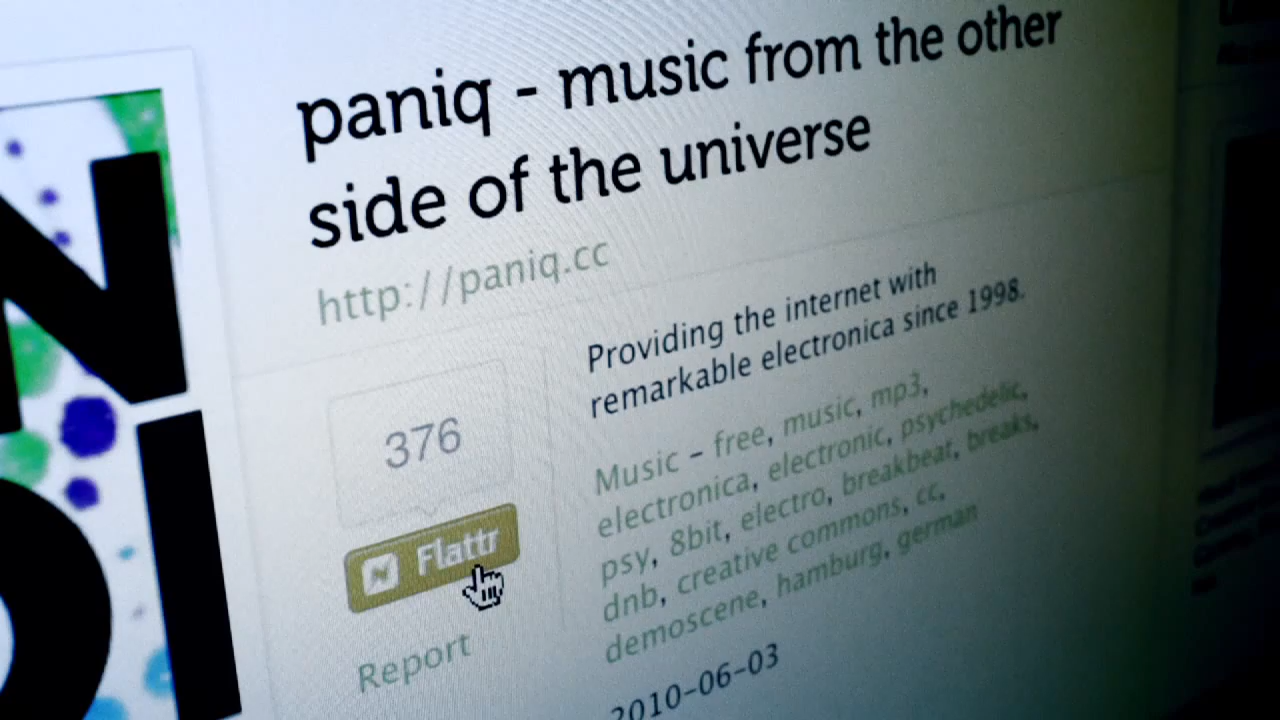 paniq - music from the other
side of the universe
http://paniq.cc
Providing the internet with
remarkable electronica since 1998.
376
Flattr
Report
Music - free, music, mp3,
electronica, electronic, psychedelic,
psy, 8bit, electro, breakbeat, breaks,
dnb, creative commons, cc,
demoscene, hamburg, german
2010-06-03